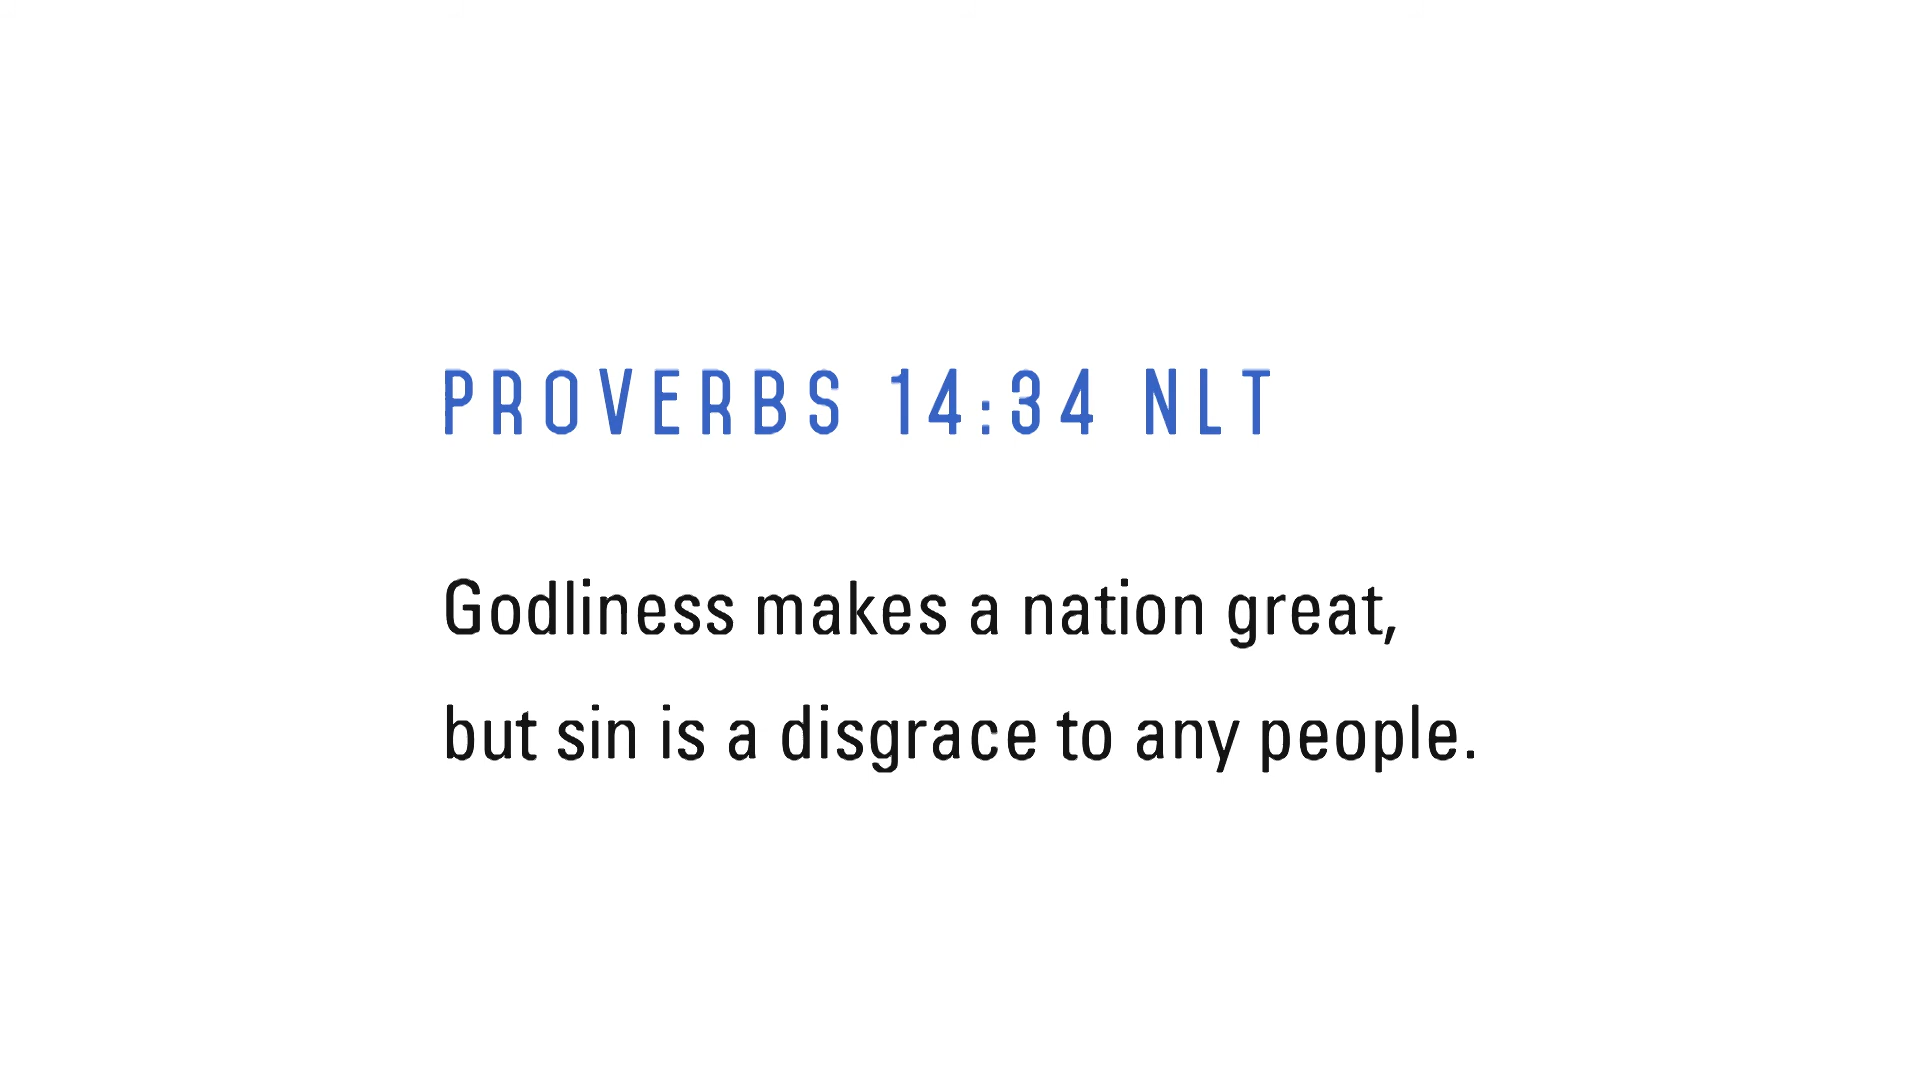 PROVERBS 14:34 NLT
Godliness makes a nation great,
but sin is a disgrace to any people.